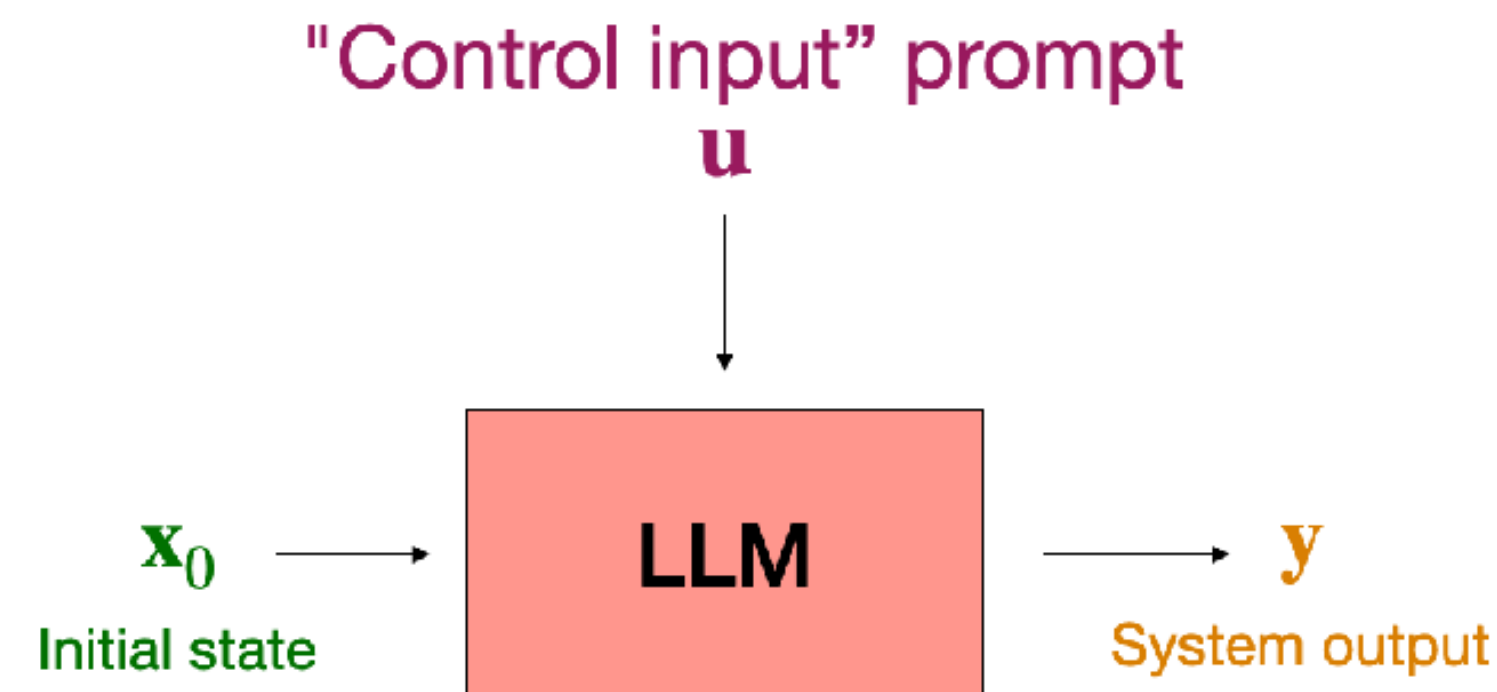 "Control input” prompt
u
LLM
x₀
Initial state
y
System output